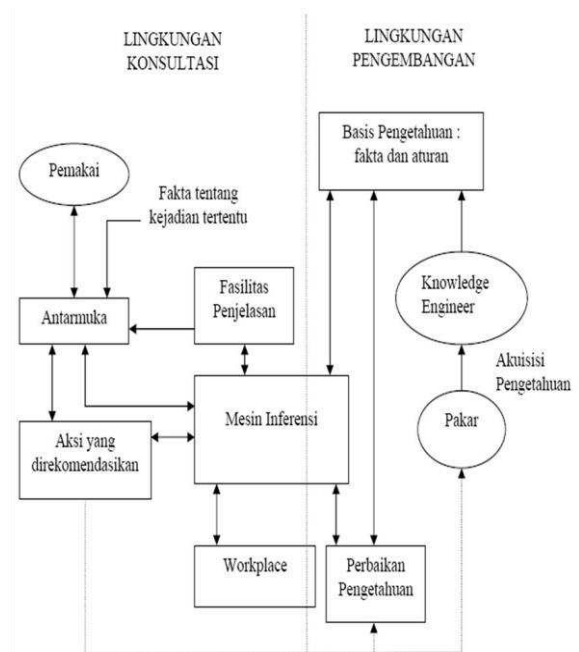 LINGKUNGAN
KONSULTASI
LINGKUNGAN
PENGEMBANGAN
Basis Pengetahuan :
fakta dan aturan
Pemakai
Fakta tentang
kejadian tertentu
Fasilitas
Penjelasan
Knowledge
Engineer
Antarmuka
Akuisisi
Pengetahuan
Mesin Inferensi
Pakar
Aksi yang
direkomendasikan
Workplace
Perbaikan
Pengetahuan